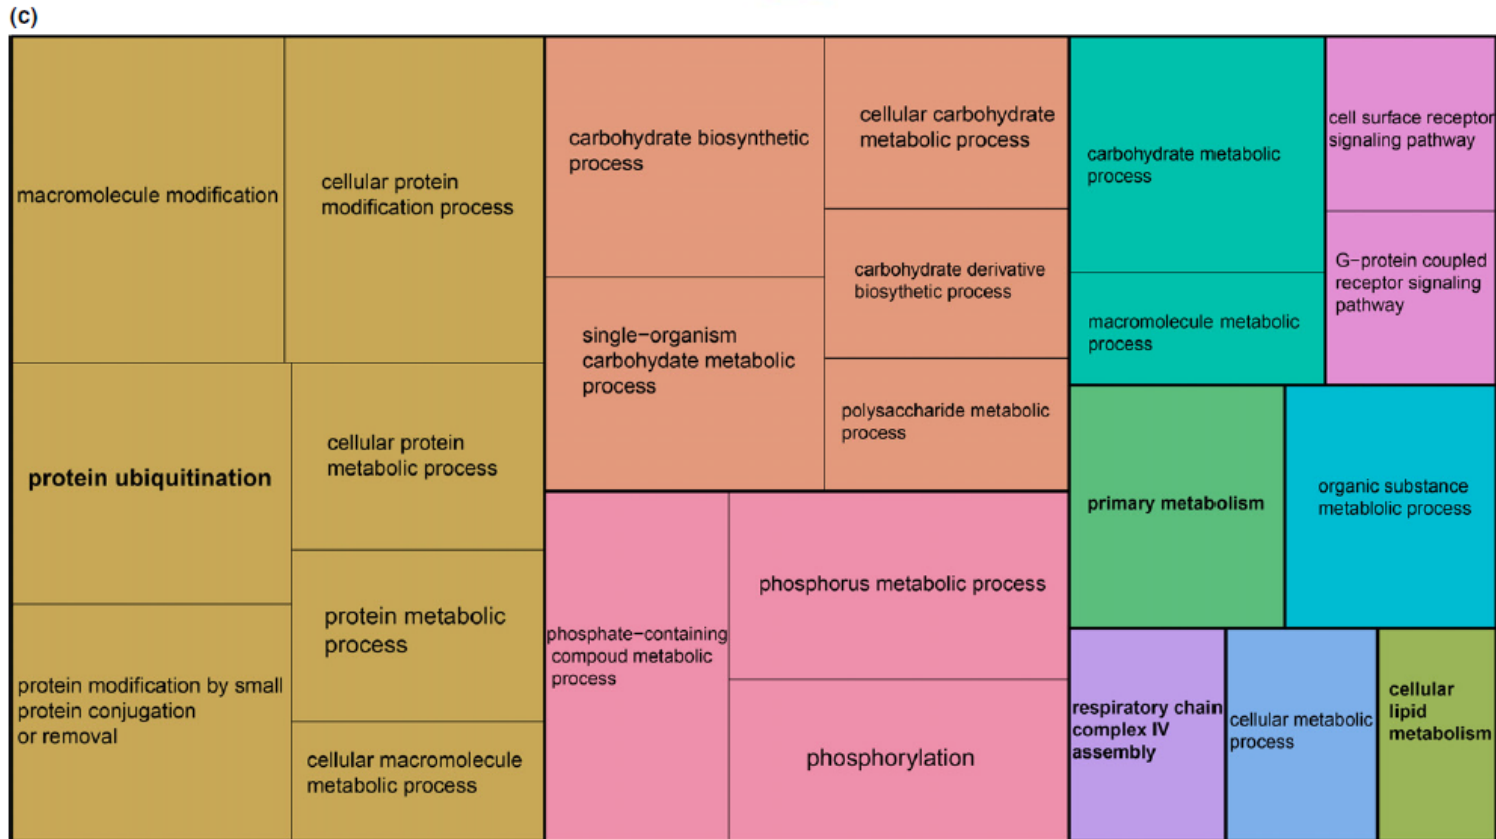 (c)
macromolecule modification
cellular protein
modification process
protein ubiquitination
cellular protein
metabolic process
protein metabolic
process
protein modification by small
protein conjugation
or removal
cellular macromolecule
metabolic process
carbohydrate biosynthetic
process
cellular carbohydrate
metabolic process
carbohydrate derivative
biosythetic process
single−organism
carbohydate metabolic
process
polysaccharide metabolic
process
phosphate−containing
compoud metabolic
process
phosphorus metabolic process
phosphorylation
carbohydrate metabolic
process
macromolecule metabolic
process
cell surface receptor
signaling pathway
G−protein coupled
receptor signaling
pathway
primary metabolism
organic substance
metablolic process
respiratory chain
complex IV
assembly
cellular metabolic
process
cellular
lipid
metabolism